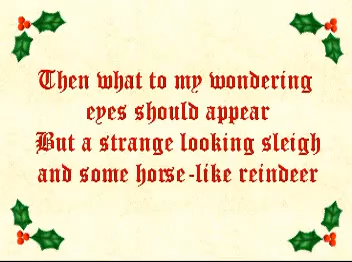 Then what to my wondering
eyes should appear
But a strange looking sleigh
and some horse-like reindeer